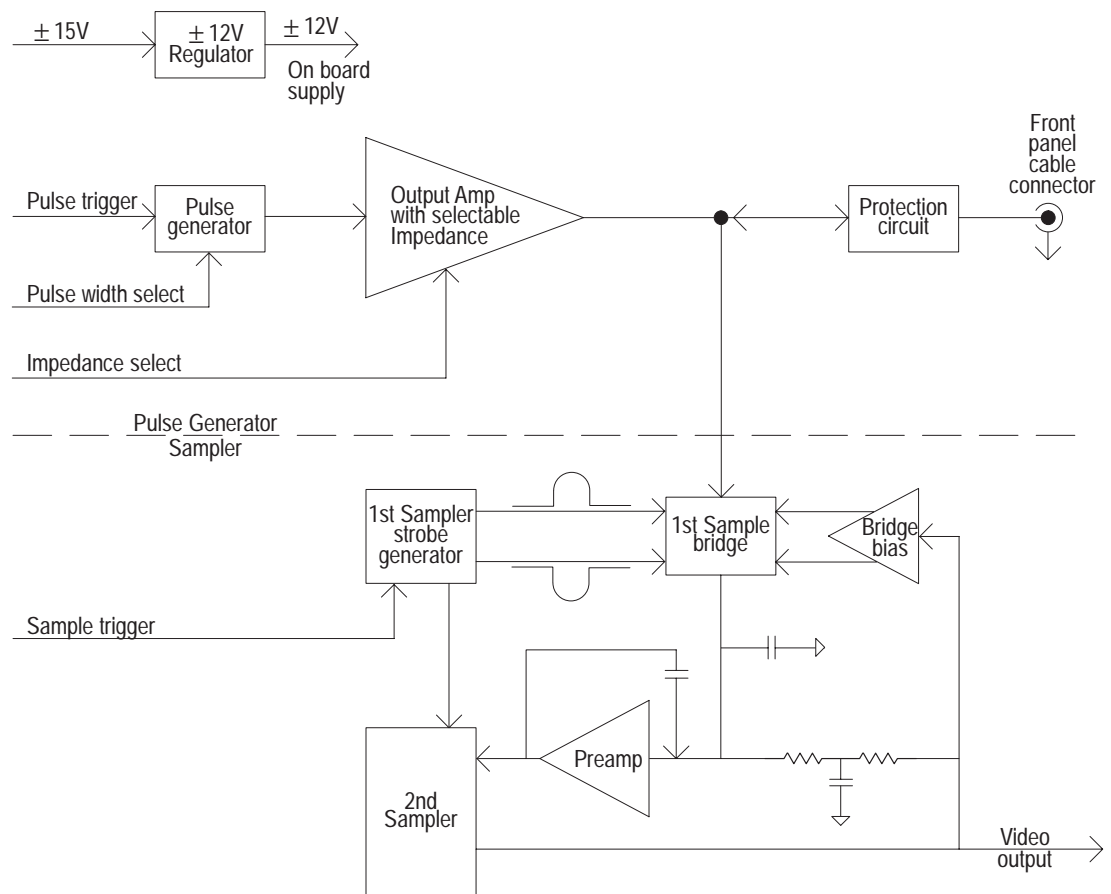 ± 15V
± 12V
Regulator
± 12V
On board
supply
Front
panel
cable
connector
Pulse trigger
Pulse
generator
Output Amp
with selectable
Impedance
Protection
circuit
Pulse width select
Impedance select
Pulse Generator
Sampler
1st Sampler
strobe
generator
1st Sample
bridge
Bridge
bias
Sample trigger
Preamp
2nd
Sampler
Video
output